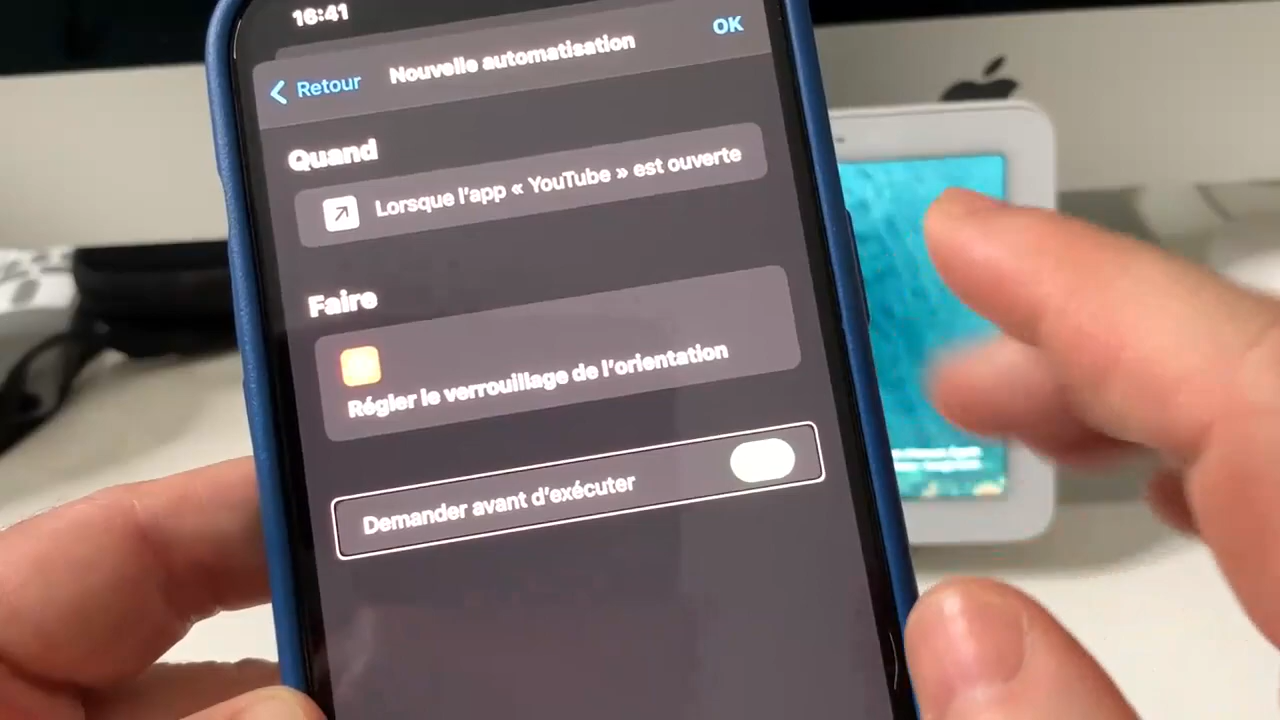 16:41
Retour
Nouvelle automatisation
OK
Quand
Lorsque l'app « YouTube » est ouverte
Faire
Régler le verrouillage de l'orientation
Demander avant d'exécuter